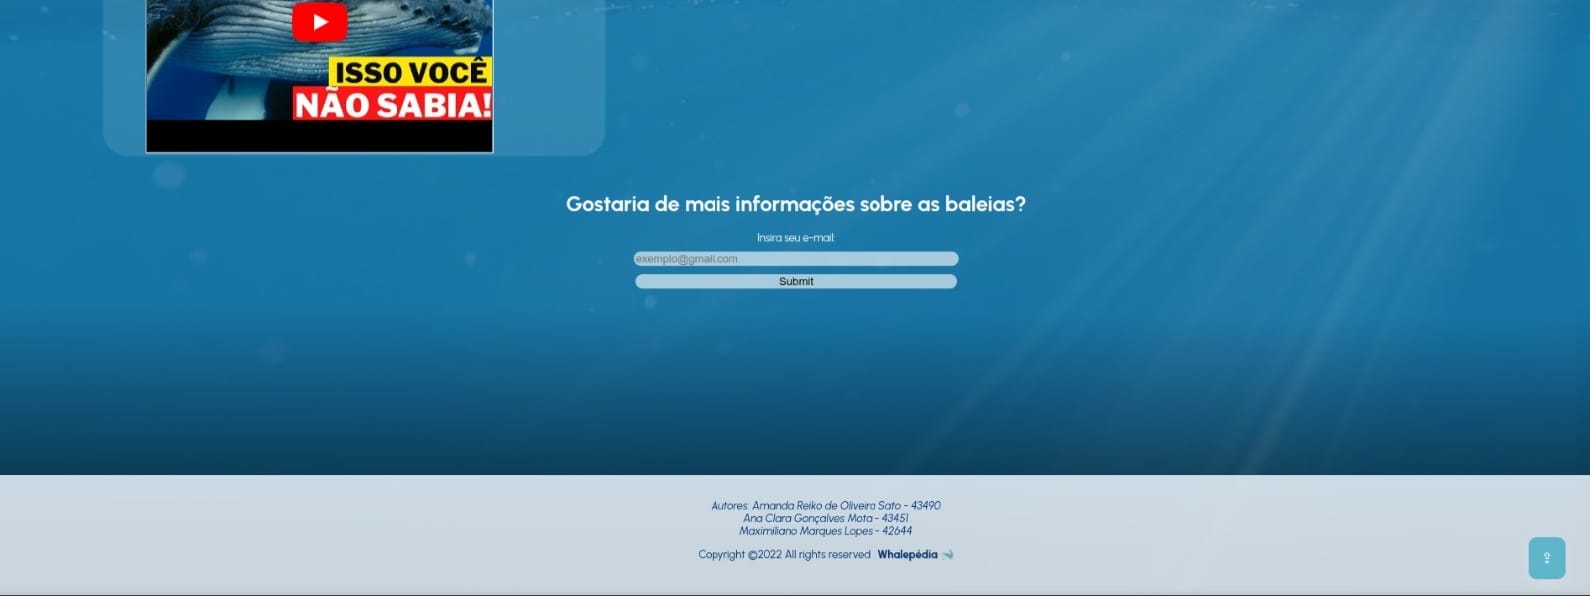 ISSO VOCÊ
NÃO SABIA!
Gostaria de mais informações sobre as baleias?
Insira seu e-mail:
exemplo@gmail.com
Submit
Autores: Amanda Reiko de Oliveira Sato - 43490
Ana Clara Gonçalves Mota - 43451
Maximiliano Marques Lopes - 42644
Copyright ©2022 All rights reserved Whalepédia